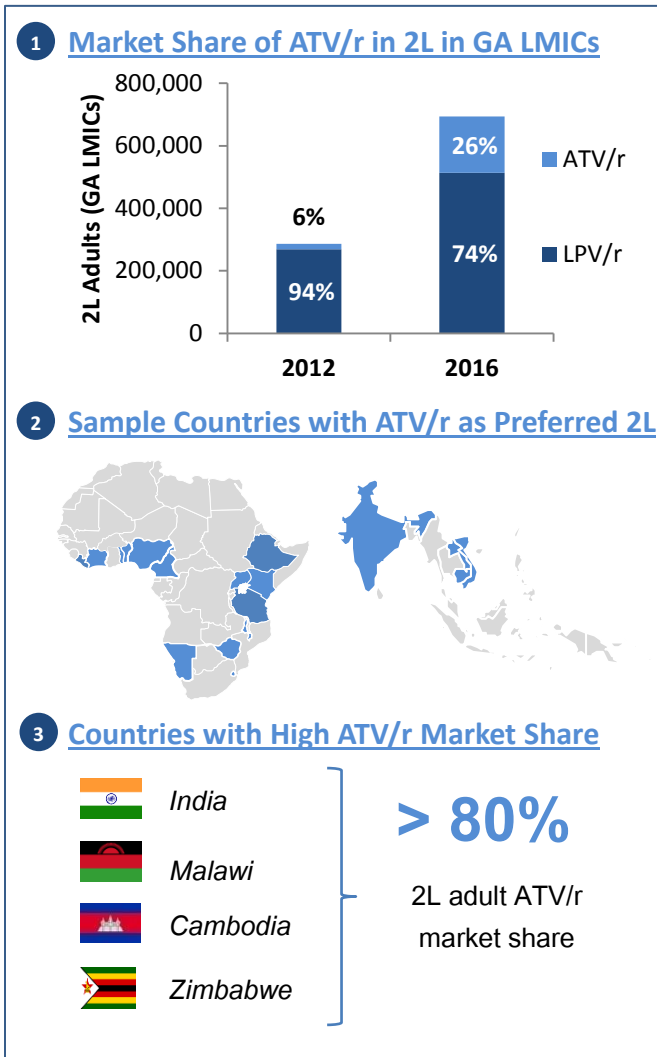 1 Market Share of ATV/r in 2L in GA LMICs
2L Adults (GA LMICs)
800,000
600,000
400,000
200,000
0
6%
94%
26%
74%
2012
2016
ATV/r
LPV/r
2 Sample Countries with ATV/r as Preferred 2L
3 Countries with High ATV/r Market Share
India
Malawi
Cambodia
Zimbabwe
> 80%
2L adult ATV/r
market share